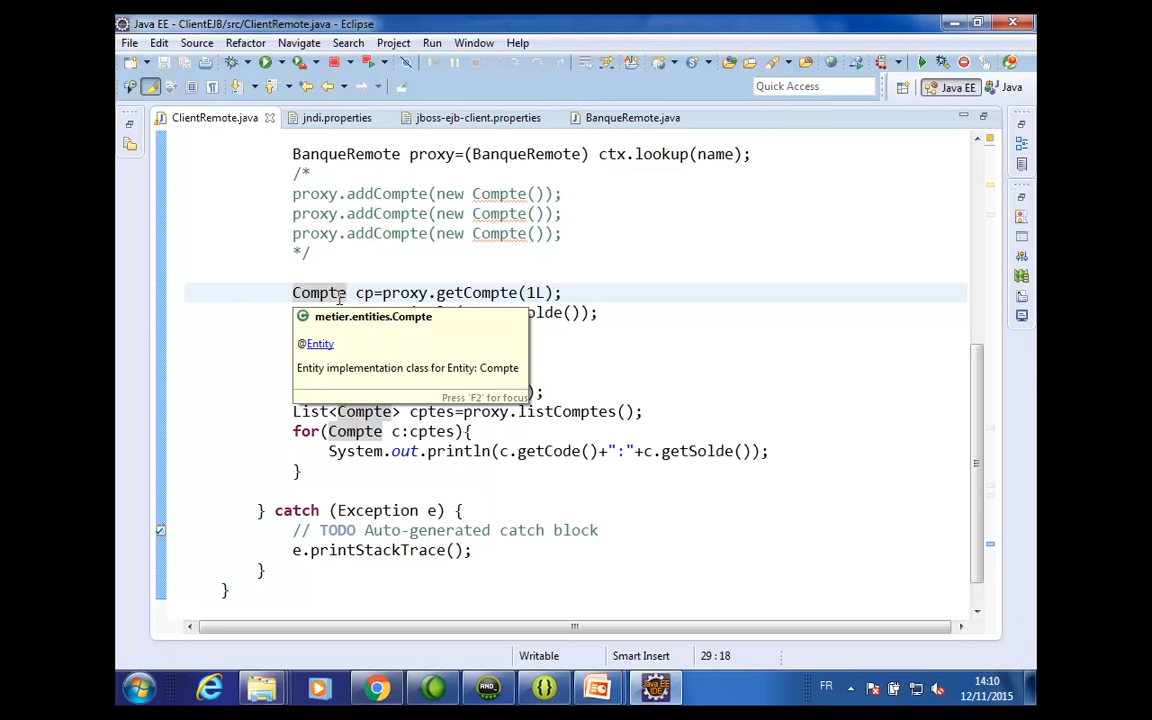 Java EE - ClientEJB/src/ClientRemote.java - Eclipse
File Edit Source Refactor Navigate Search Project Run Window Help
Quick Access
Java EE
Java
ClientRemote.java
jndi.properties
jboss-ejb-client.properties
BanqueRemote.java
BanqueRemote proxy=(BanqueRemote) ctx.lookup(name);
/*
proxy.addCompte(new Compte());
proxy.addCompte(new Compte());
proxy.addCompte(new Compte());
*/
Compte cp=proxy.getCompte(1L);
olde());
metier.entities.Compte
@Entity
Entity implementation class for Entity: Compte
Press 'F2' for focus
);
List<Compte> cptes=proxy.listComptes();
for(Compte c:cptes){
System.out.println(c.getCode()+":"+c.getSolde());
}
} catch (Exception e) {
// TODO Auto-generated catch block
e.printStackTrace();
}
}
Writable
Smart Insert
29 : 18
FR
14:10
12/11/2015